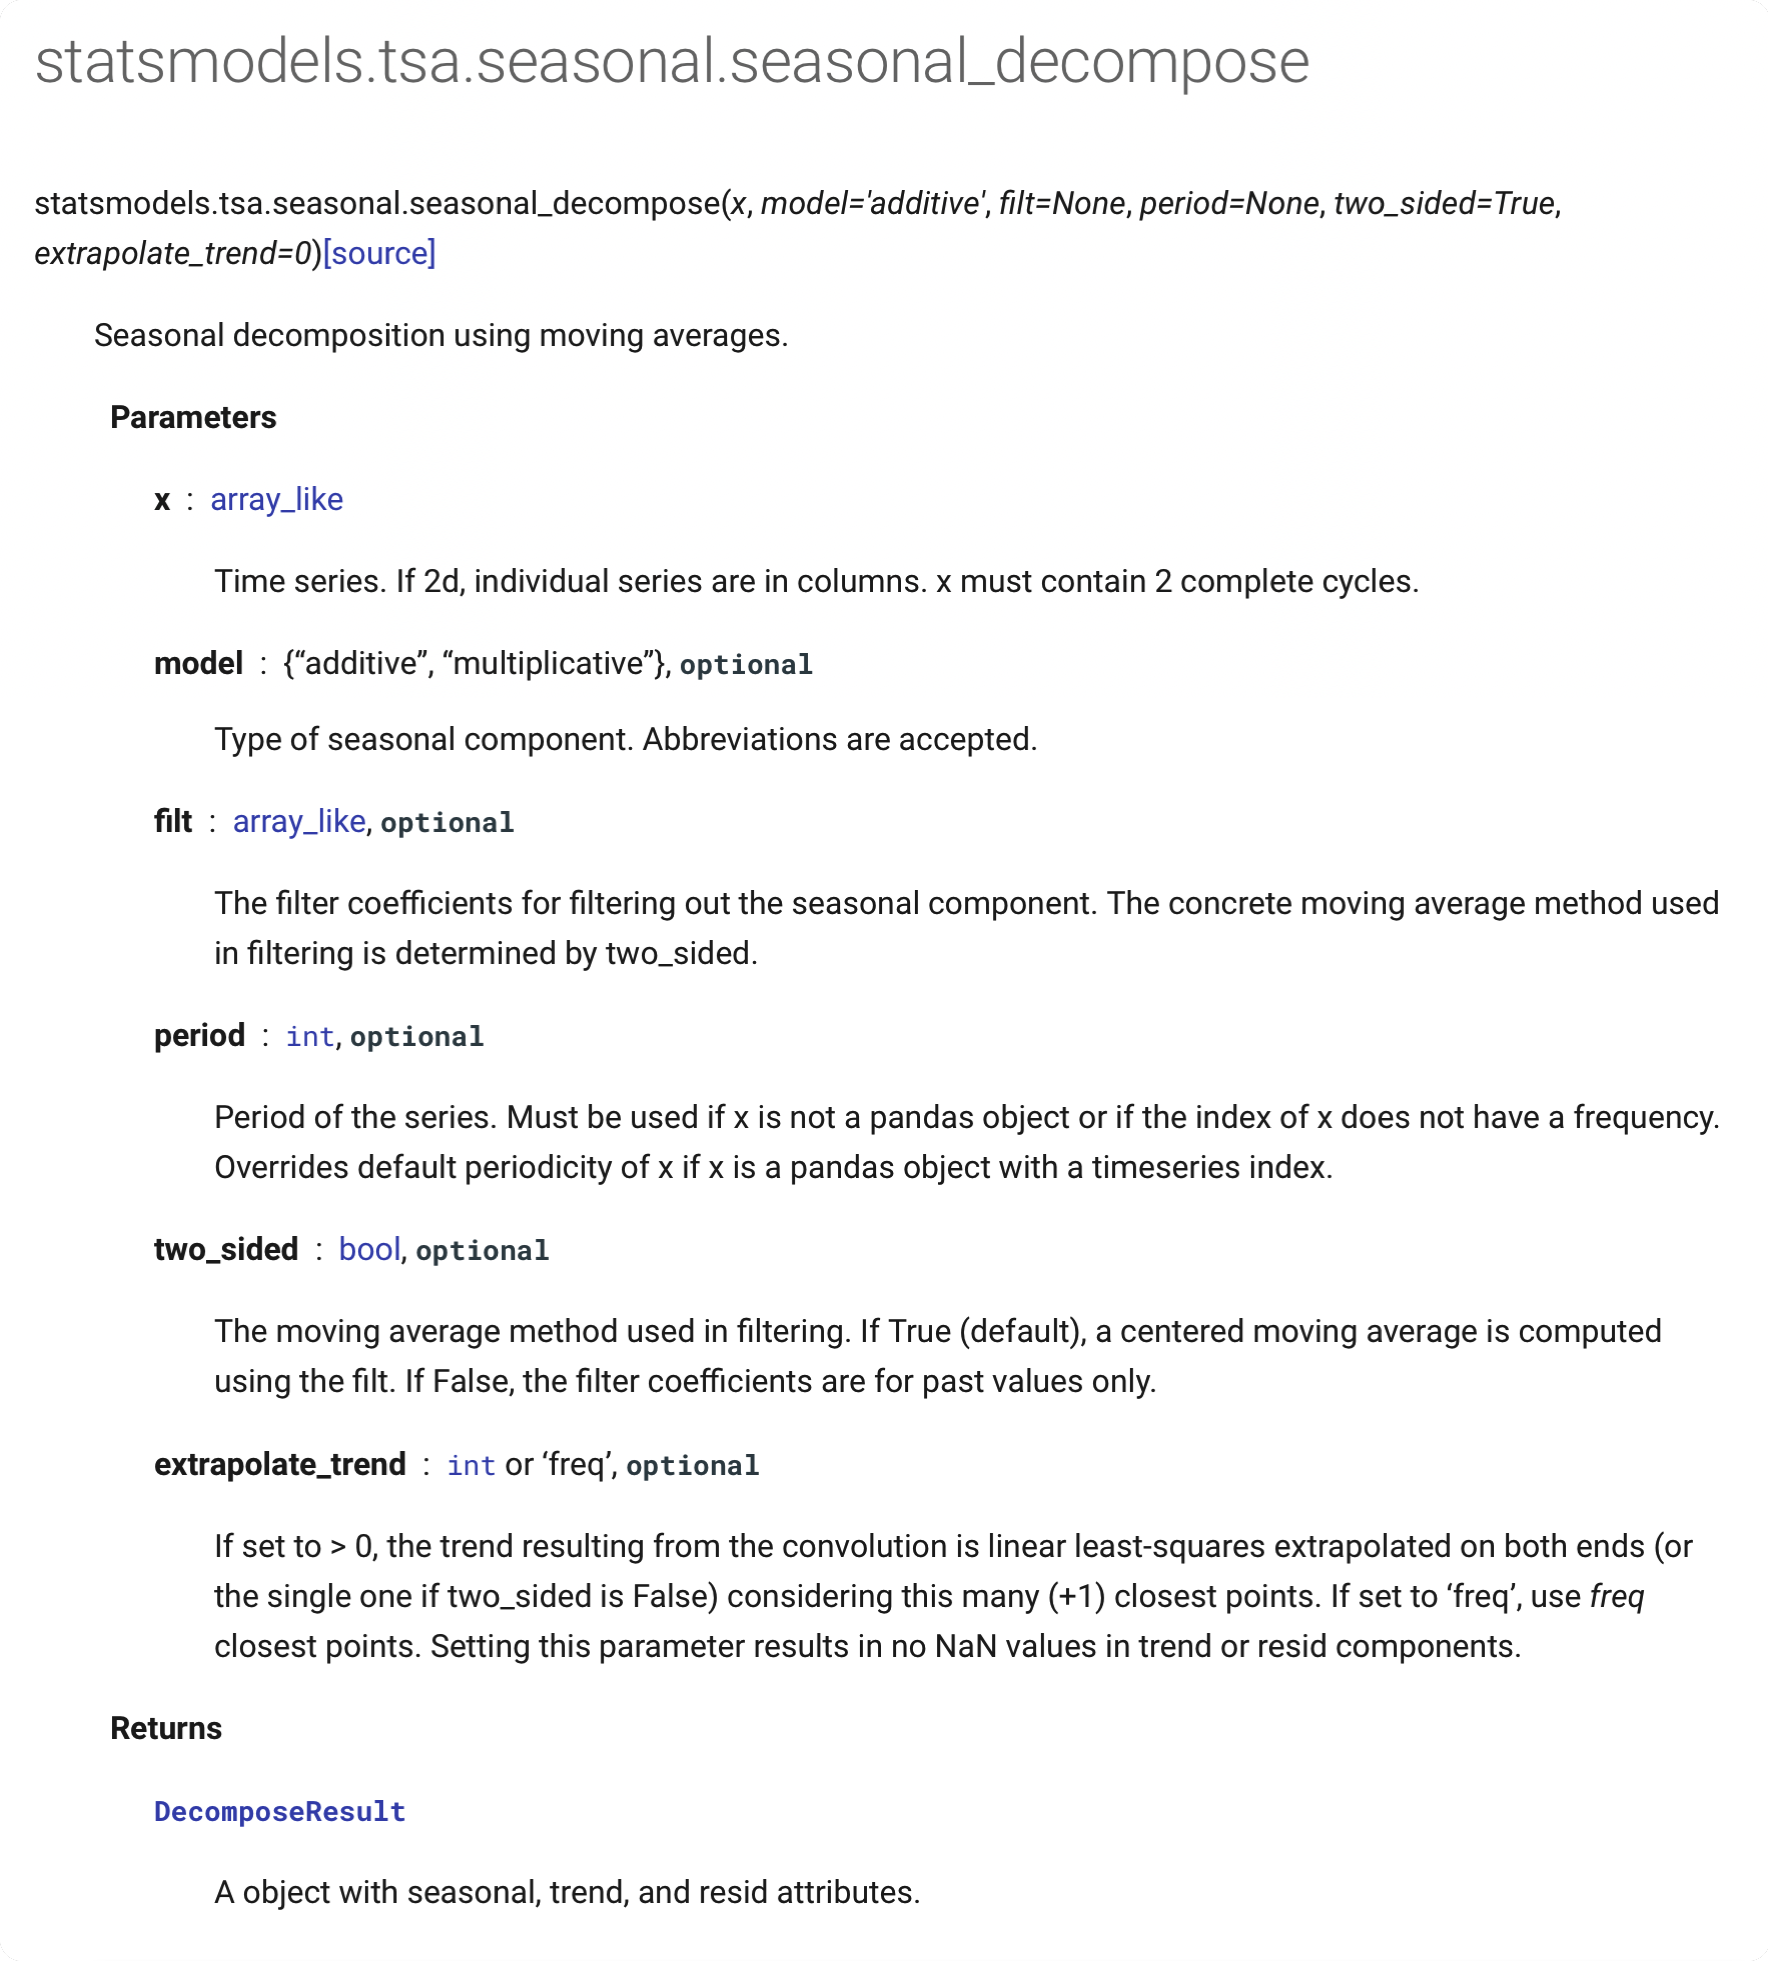 statsmodels.tsa.seasonal.seasonal_decompose
statsmodels.tsa.seasonal.seasonal_decompose(x, model='additive', filt=None, period=None, two_sided=True,
extrapolate_trend=0)[source]
Seasonal decomposition using moving averages.
Parameters
x : array_like
Time series. If 2d, individual series are in columns. x must contain 2 complete cycles.
model : {“additive”, “multiplicative”}, optional
Type of seasonal component. Abbreviations are accepted.
filt : array_like, optional
The filter coefficients for filtering out the seasonal component. The concrete moving average method used
in filtering is determined by two_sided.
period : int, optional
Period of the series. Must be used if x is not a pandas object or if the index of x does not have a frequency.
Overrides default periodicity of x if x is a pandas object with a timeseries index.
two_sided : bool, optional
The moving average method used in filtering. If True (default), a centered moving average is computed
using the filt. If False, the filter coefficients are for past values only.
extrapolate_trend : int or ‘freq’, optional
If set to > 0, the trend resulting from the convolution is linear least-squares extrapolated on both ends (or
the single one if two_sided is False) considering this many (+1) closest points. If set to ‘freq’, use freq
closest points. Setting this parameter results in no NaN values in trend or resid components.
Returns
DecomposeResult
A object with seasonal, trend, and resid attributes.